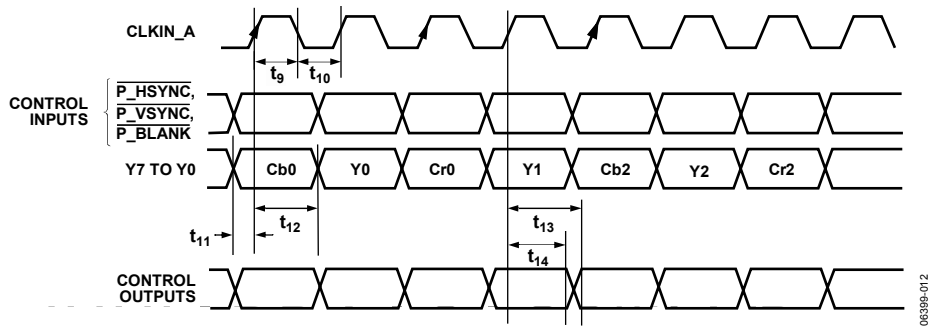 CLKIN_A
t9
t10
CONTROL
INPUTS
P_HSYNC,
P_VSYNC,
P_BLANK
Y7 TO Y0
Cb0
Y0
Cr0
Y1
Cb2
Y2
Cr2
t12
t13
t11
t14
CONTROL
OUTPUTS
06399-012